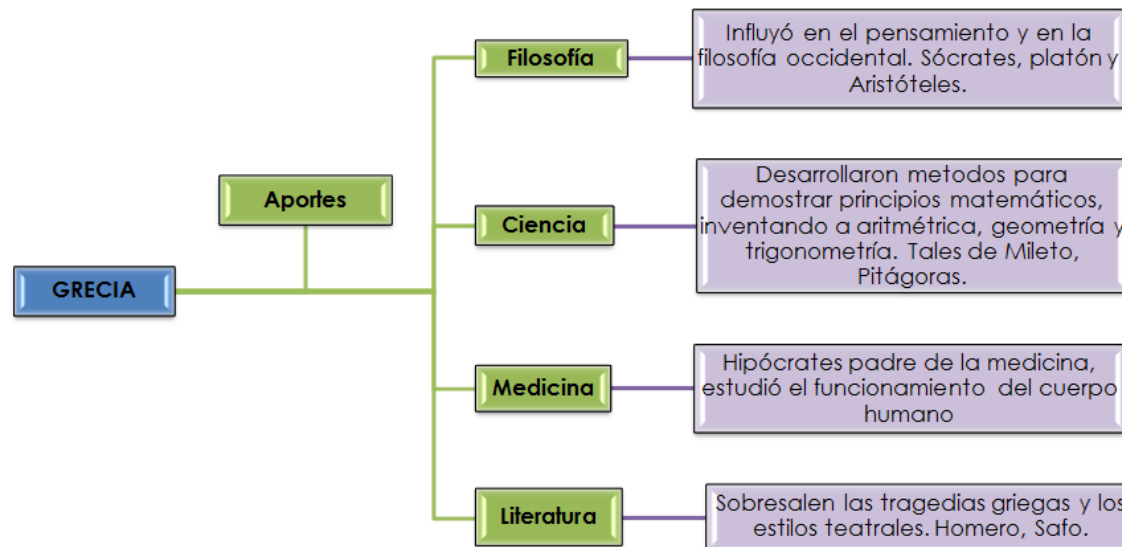 GRECIA
Aportes
Filosofía
Influyó en el pensamiento y en la
filosofía occidental. Sócrates, platón y
Aristóteles.
Ciencia
Desarrollaron metodos para
demostrar principios matemáticos,
inventando a aritmétrica, geometría y
trigonometría. Tales de Mileto,
Pitágoras.
Medicina
Hipócrates padre de la medicina,
estudió el funcionamiento del cuerpo
humano
Literatura
Sobresalen las tragedias griegas y los
estilos teatrales. Homero, Safo.